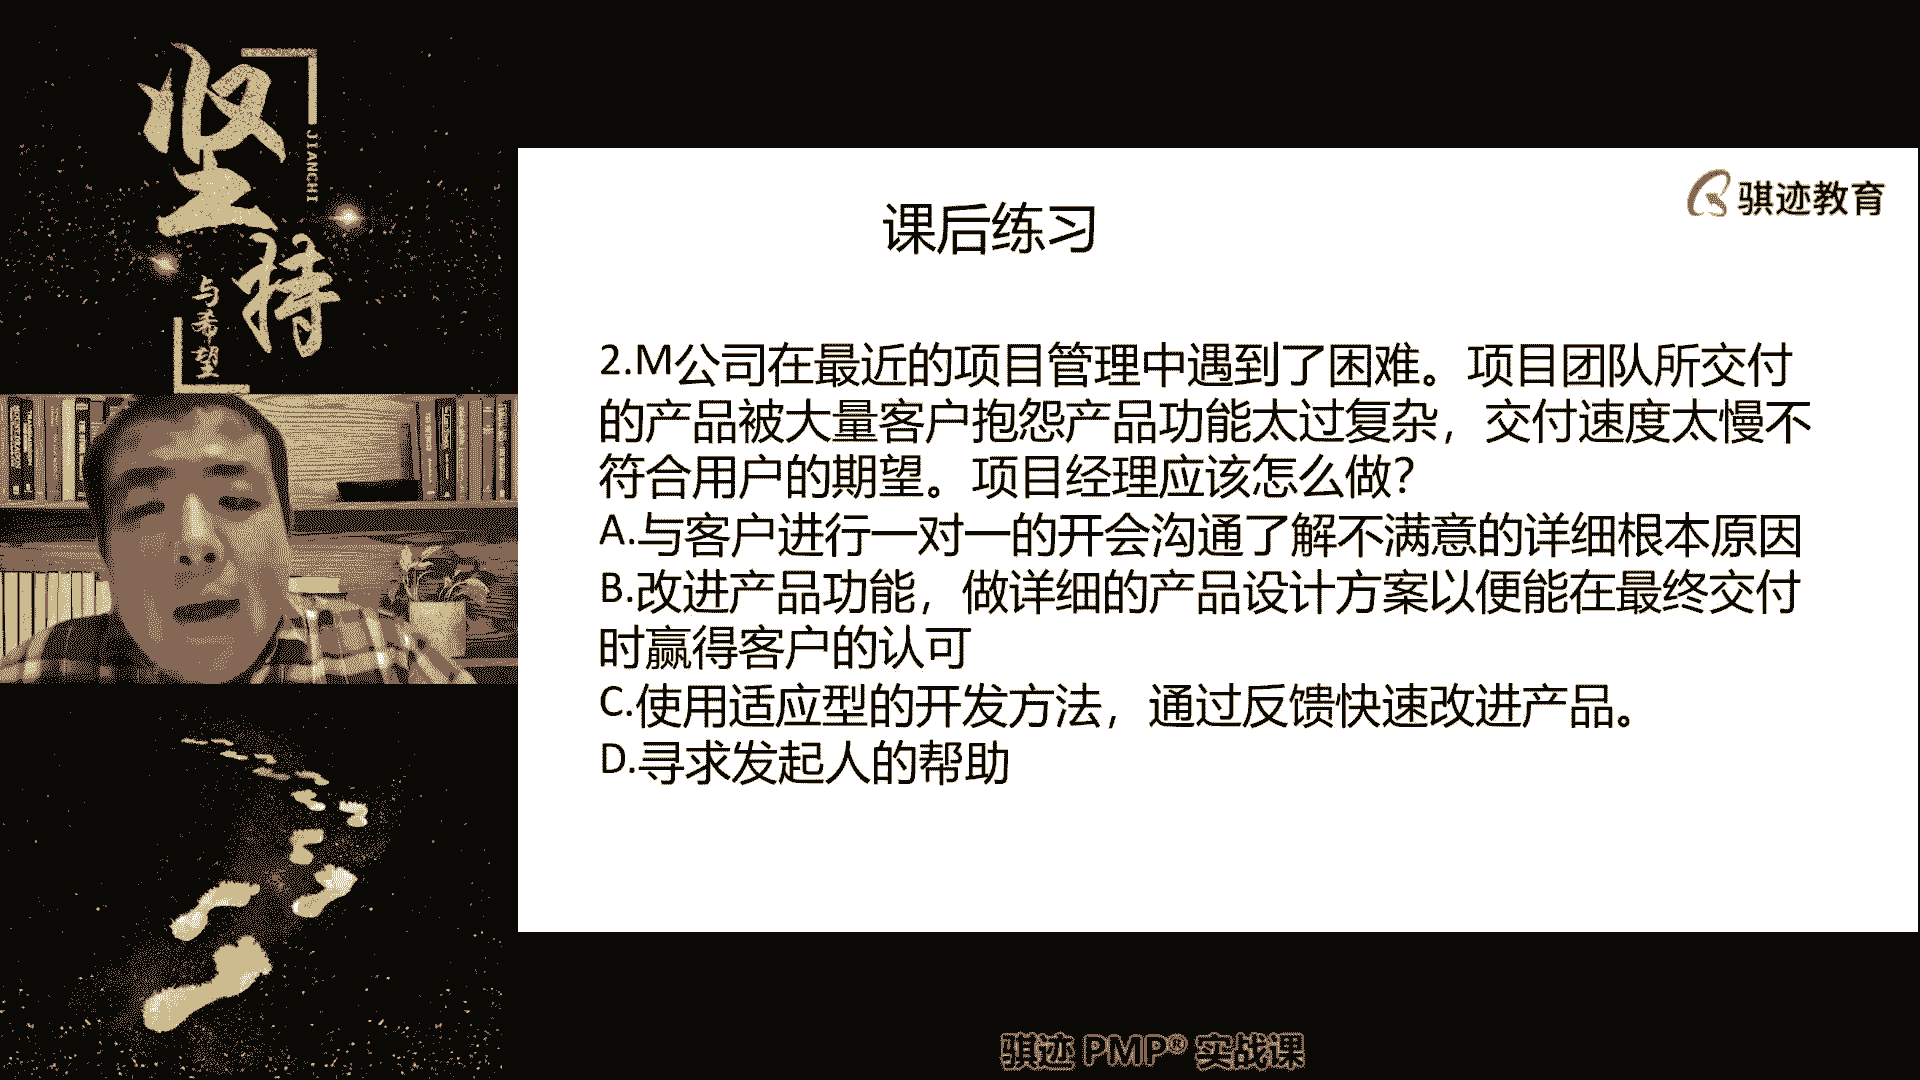 坚持
JIANCHI
与希望
骐迹教育
课后练习
2.M公司在最近的项目管理中遇到了困难。项目团队所交付
的产品被大量客户抱怨产品功能太过复杂，交付速度太慢不
符合用户的期望。项目经理应该怎么做？
A.与客户进行一对一的开会沟通了解不满意的详细根本原因
B.改进产品功能，做详细的产品设计方案以便能在最终交付
时赢得客户的认可
C.使用适应型的开发方法，通过反馈快速改进产品。
D.寻求发起人的帮助
骐迹 PMP® 实战课